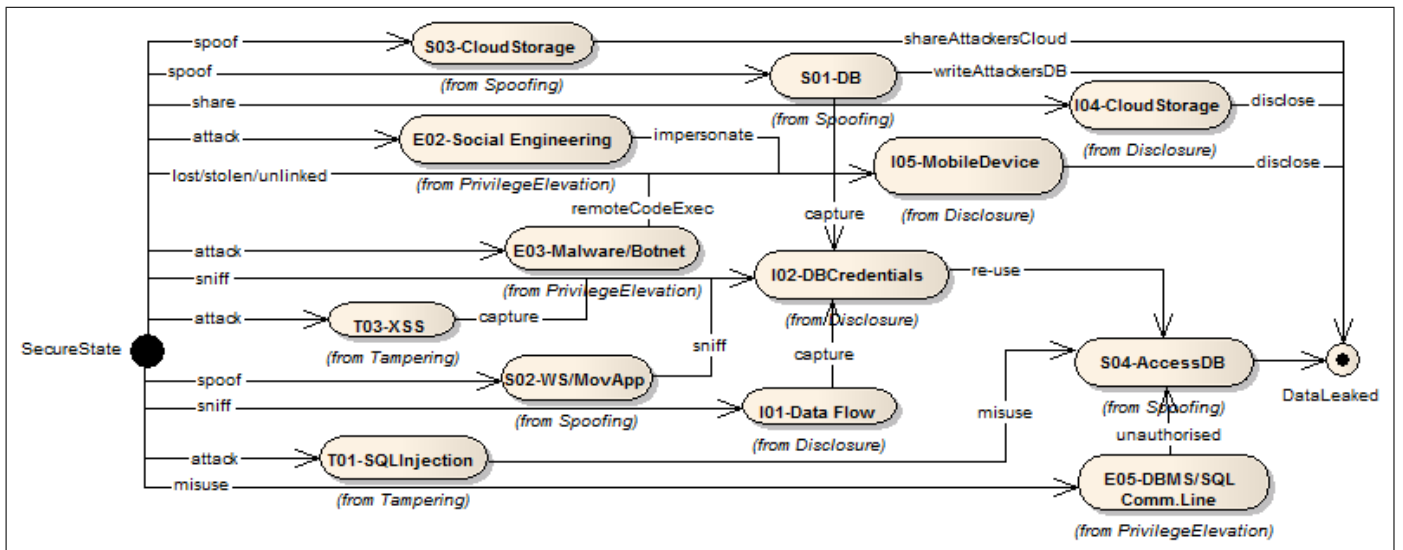 spoof
S03-CloudStorage
shareAttackersCloud
(from Spoofing)
spoof
S01-DB
writeAttackersDB
(from Spoofing)
share
I04-CloudStorage
disclose
(from Disclosure)
attack
E02-Social Engineering
impersonate
(from PrivilegeElevation)
lost/stolen/unlinked
I05-MobileDevice
disclose
(from Disclosure)
remoteCodeExec
capture
attack
E03-Malware/Botnet
(from PrivilegeElevation)
sniff
I02-DBCredentials
re-use
(from Disclosure)
attack
T03-XSS
capture
(from Tampering)
SecureState
sniff
capture
S04-AccessDB
(from Spoofing)
DataLeaked
spoof
S02-WS/MovApp
(from Spoofing)
sniff
I01-Data Flow
(from Disclosure)
misuse
unauthorised
attack
T01-SQLInjection
(from Tampering)
misuse
E05-DBMS/SQL
Comm.Line
(from PrivilegeElevation)